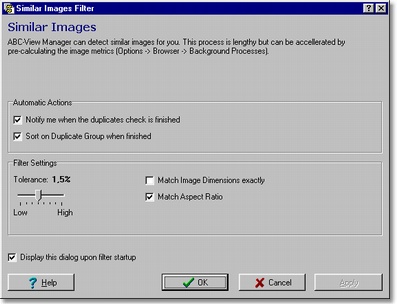 Similar Images Filter
Similar Images
ABC-View Manager can detect similar images for you. This process is lengthy but can be accellerated by
pre-calculating the image metrics (Options -> Browser -> Background Processes).
Automatic Actions
Notify me when the duplicates check is finished
Sort on Duplicate Group when finished
Filter Settings
Tolerance: 1,5%
Match Image Dimensions exactly
Match Aspect Ratio
Low High
Display this dialog upon filter startup
? Help OK Cancel Apply